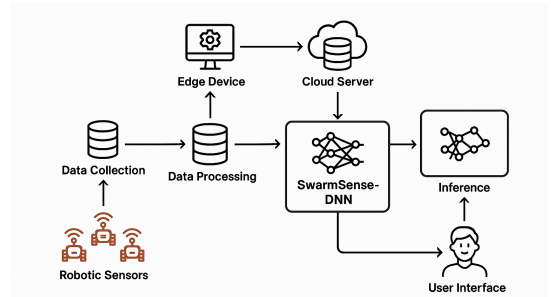 Edge Device
Cloud Server
Data Collection
Data Processing
SwarmSense-
DNN
Inference
Robotic Sensors
User Interface